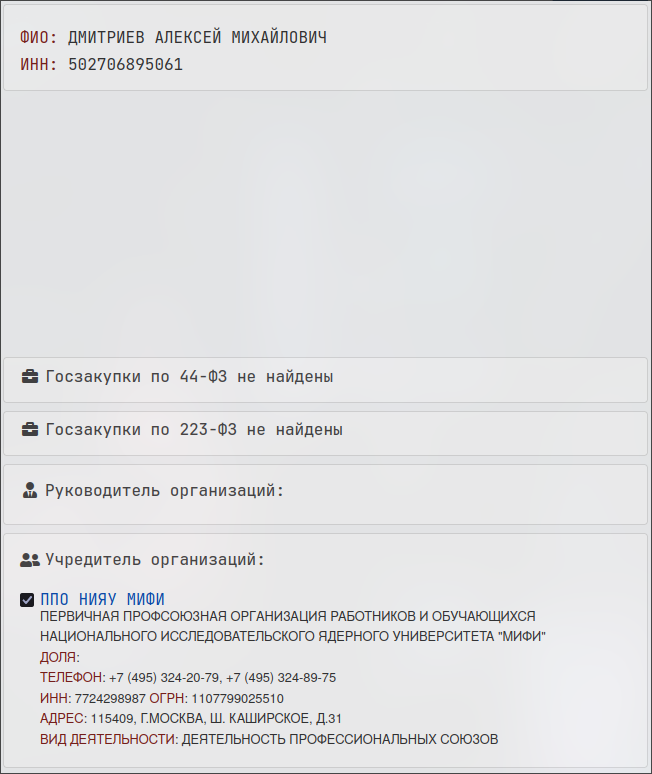 ФИО: ДМИТРИЕВ АЛЕКСЕЙ МИХАЙЛОВИЧ
ИНН: 502706895061
Госзакупки по 44-ФЗ не найдены
Госзакупки по 223-ФЗ не найдены
Руководитель организаций:
Учредитель организаций:
ППО НИЯУ МИФИ
ПЕРВИЧНАЯ ПРОФСОЮЗНАЯ ОРГАНИЗАЦИЯ РАБОТНИКОВ И ОБУЧАЮЩИХСЯ
НАЦИОНАЛЬНОГО ИССЛЕДОВАТЕЛЬСКОГО ЯДЕРНОГО УНИВЕРСИТЕТА "МИФИ"
ДОЛЯ:
ТЕЛЕФОН: +7 (495) 324-20-79, +7 (495) 324-89-75
ИНН: 7724298987 ОГРН: 1107799025510
АДРЕС: 115409, Г.МОСКВА, Ш. КАШИРСКОЕ, Д.31
ВИД ДЕЯТЕЛЬНОСТИ: ДЕЯТЕЛЬНОСТЬ ПРОФЕССИОНАЛЬНЫХ СОЮЗОВ